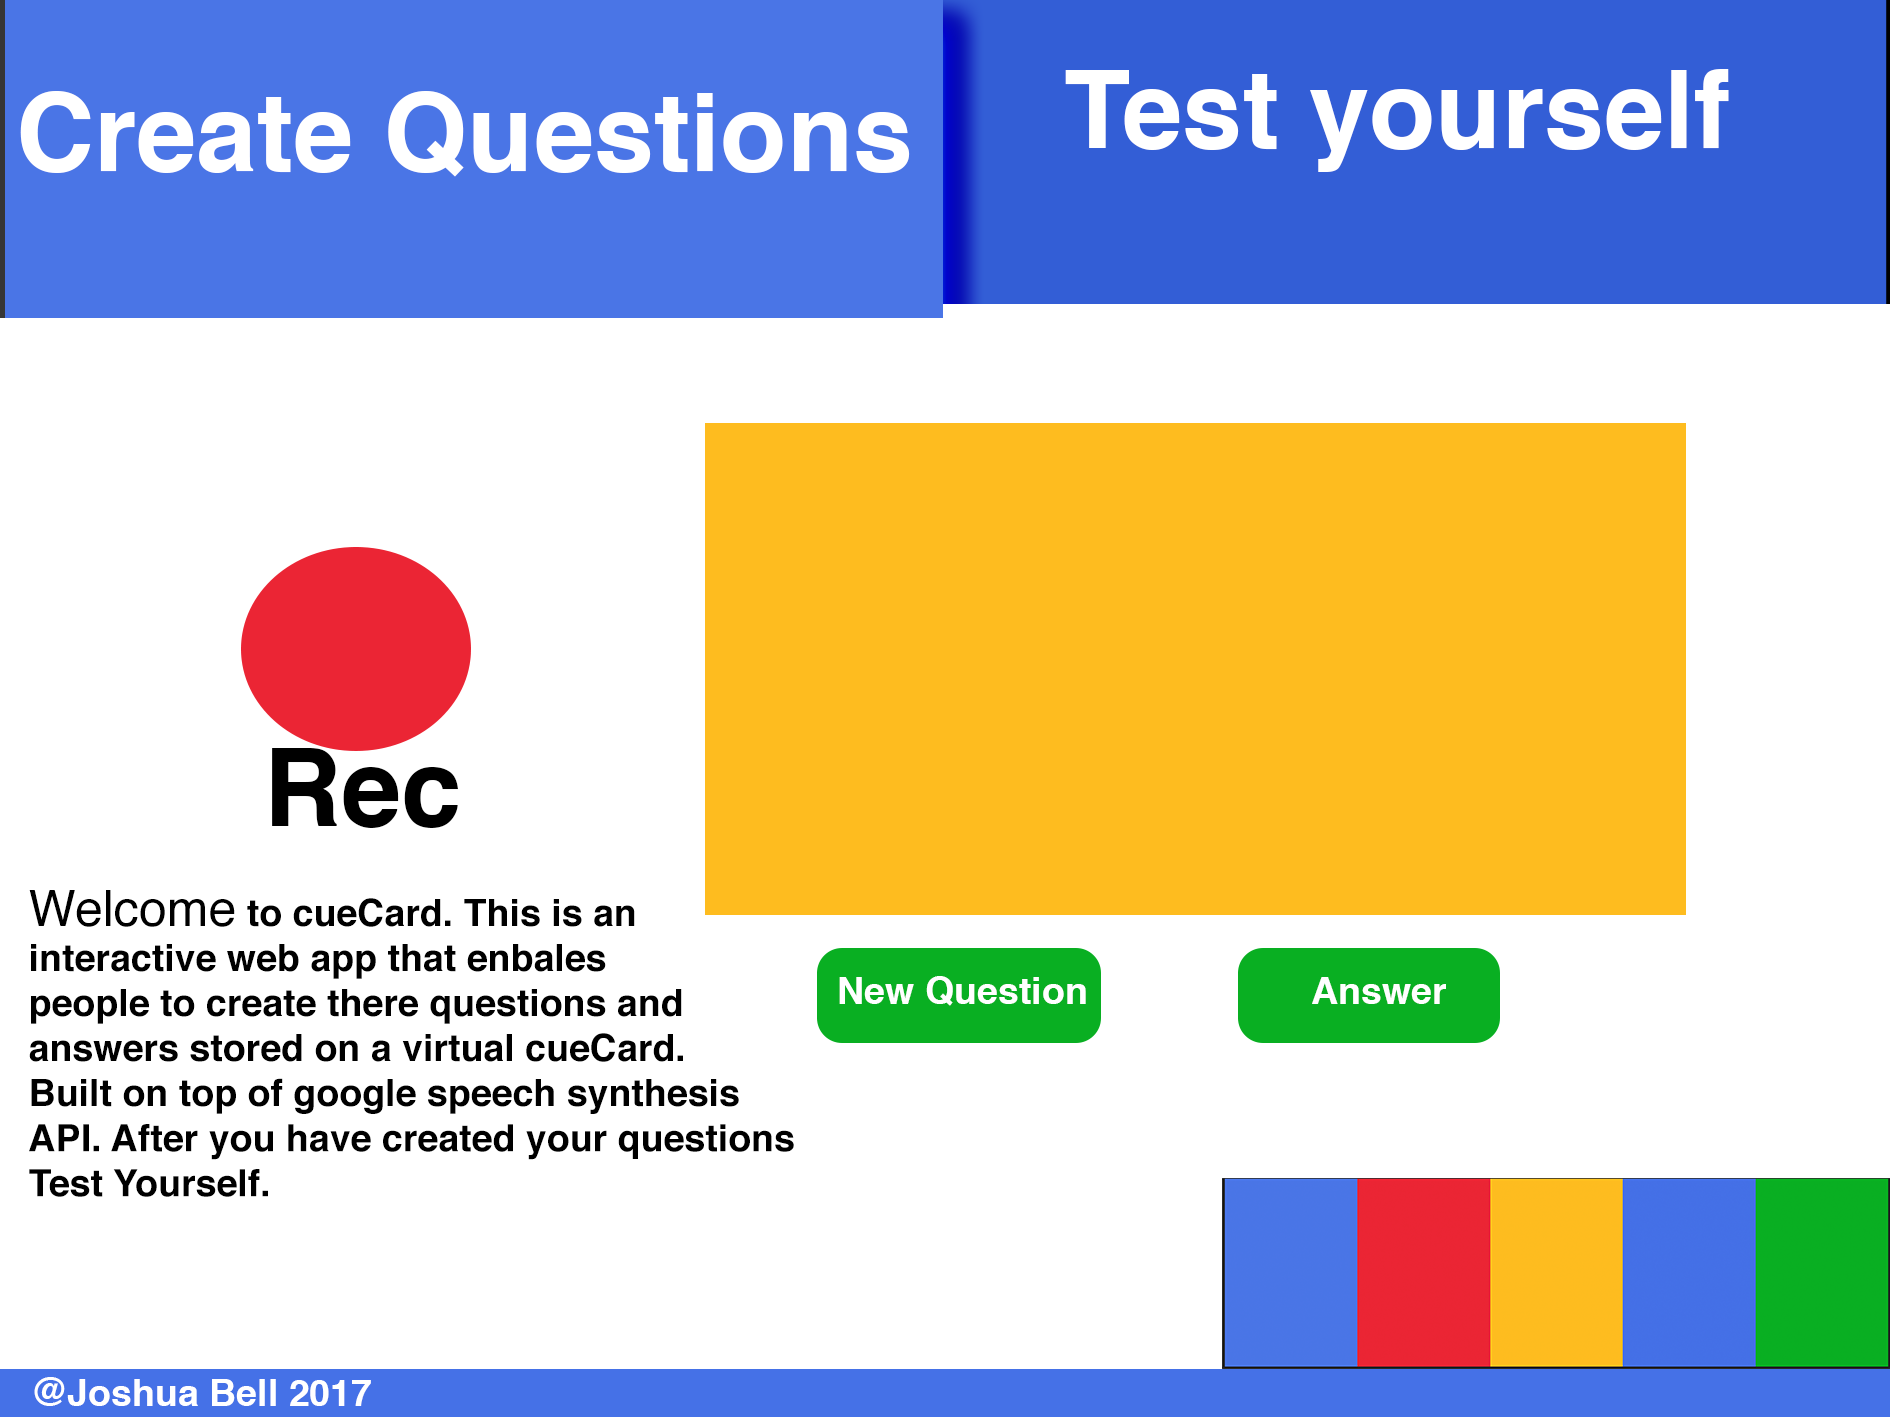 Create Questions
Test yourself
Rec
Welcome to cueCard. This is an
interactive web app that enbales
people to create there questions and
answers stored on a virtual cueCard.
Built on top of google speech synthesis
API. After you have created your questions
Test Yourself.
New Question
Answer
@Joshua Bell 2017